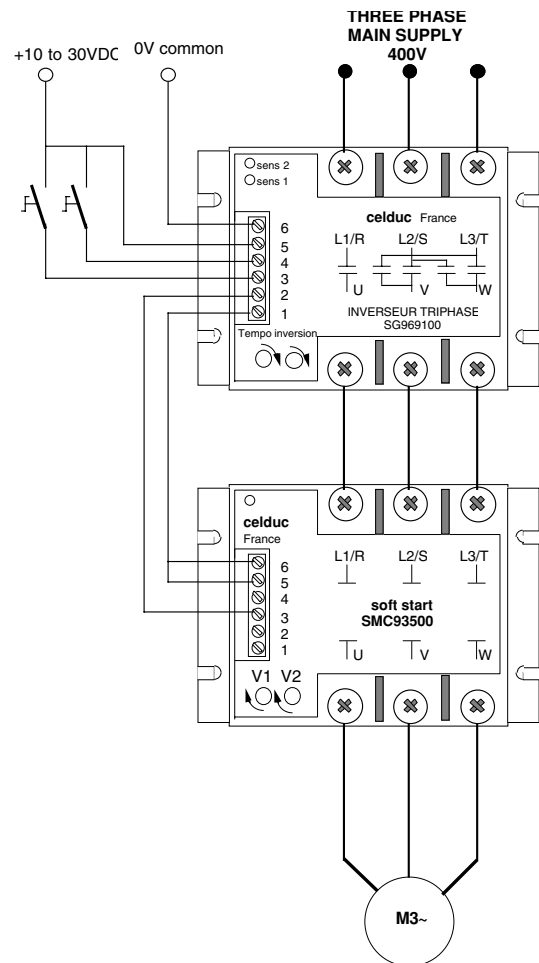 THREE PHASE
MAIN SUPPLY
400V
+10 to 30VDC
0V common
sens 2
sens 1
6
5
4
3
2
1
Tempo inversion
celduc France
L1/R L2/S L3/T
U V W
INVERSEUR TRIPHASE
SG969100
celduc
France
6
5
4
3
2
1
V1 V2
L1/R L2/S L3/T
soft start
SMC93500
U V W
M3~